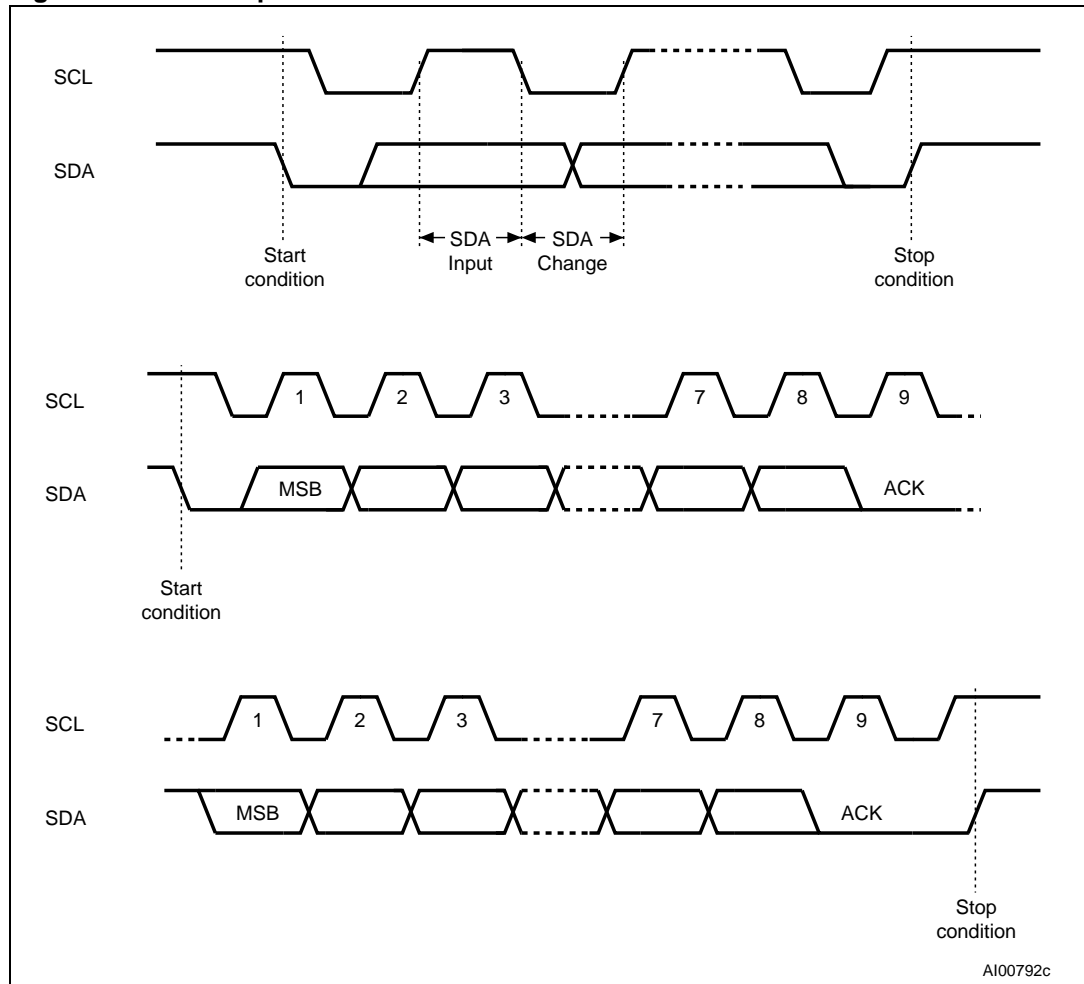 SCL
SDA
SDA
Input
SDA
Change
Start
condition
Stop
condition
SCL
1
2
3
7
8
9
SDA
MSB
ACK
Start
condition
SCL
1
2
3
7
8
9
SDA
MSB
ACK
Stop
condition
AI00792c